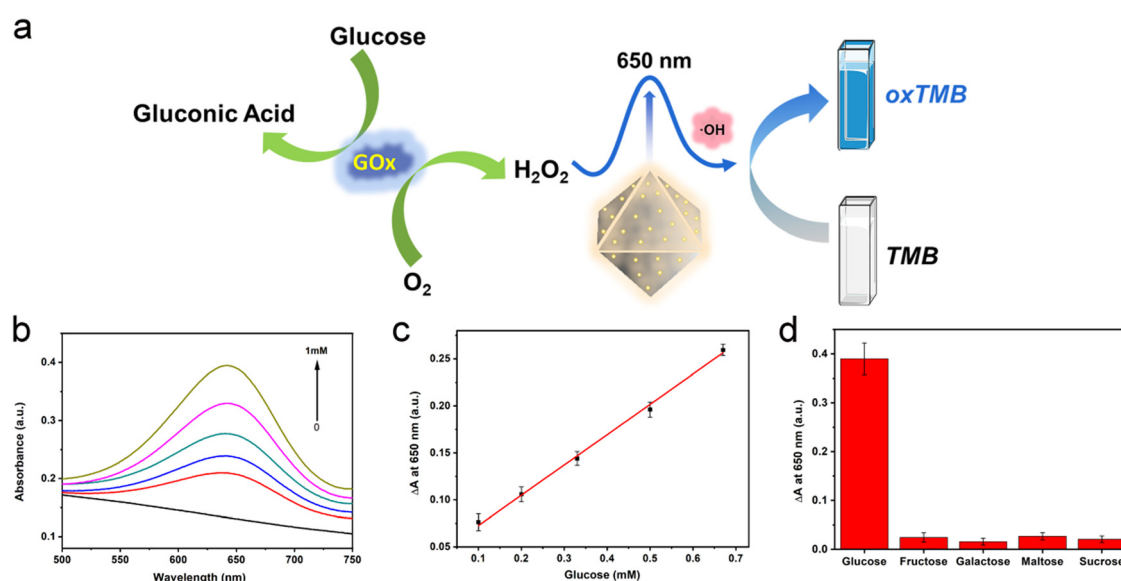 a
Glucose
Gluconic Acid
GOx
O₂
H₂O₂
650 nm
·OH
oxTMB
TMB
b
Absorbance (a.u.)
0.4
0.3
0.2
0.1
1mM
0
500 550 600 650 700 750
Wavelength (nm)
c
ΔA at 650 nm (a.u.)
0.25
0.20
0.15
0.10
0.05
0.1 0.2 0.3 0.4 0.5 0.6 0.7
Glucose (mM)
d
ΔA at 650 nm (a.u.)
0.4
0.3
0.2
0.1
0.0
Glucose Fructose Galactose Maltose Sucrose